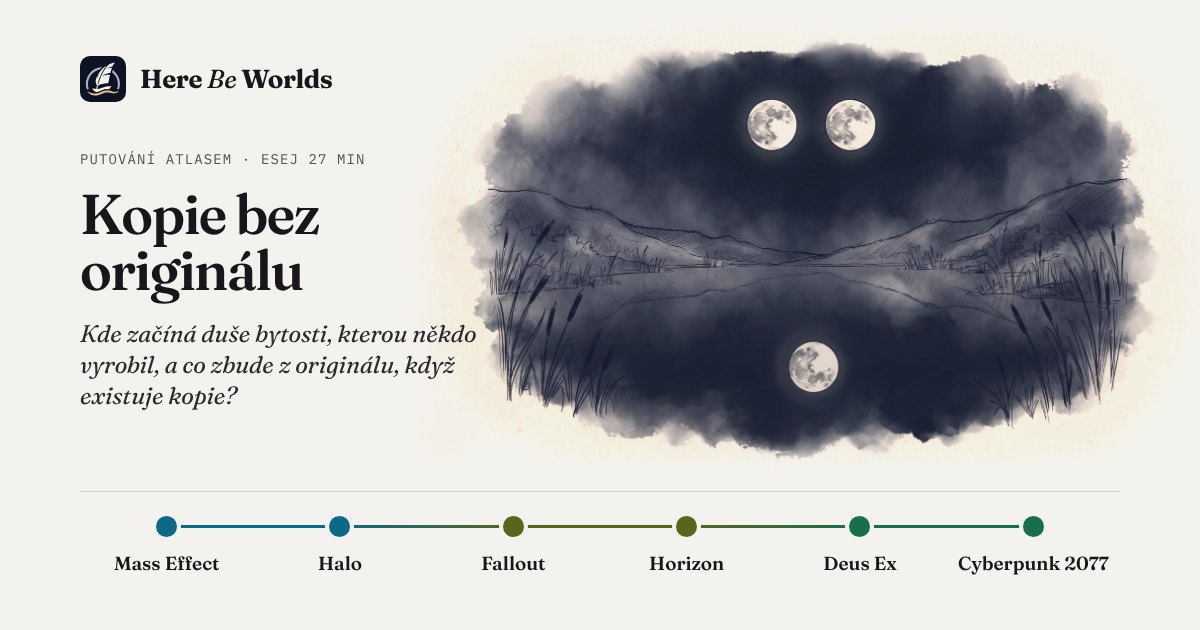 Here Be Worlds
PUTOVÁNÍ ATLASEM · ESEJ 27 MIN
Kopie bez
originálu
Kde začíná duše bytosti, kterou někdo
vyrobil, a co zbude z originálu, když
existuje kopie?
Mass Effect
Halo
Fallout
Horizon
Deus Ex
Cyberpunk 2077